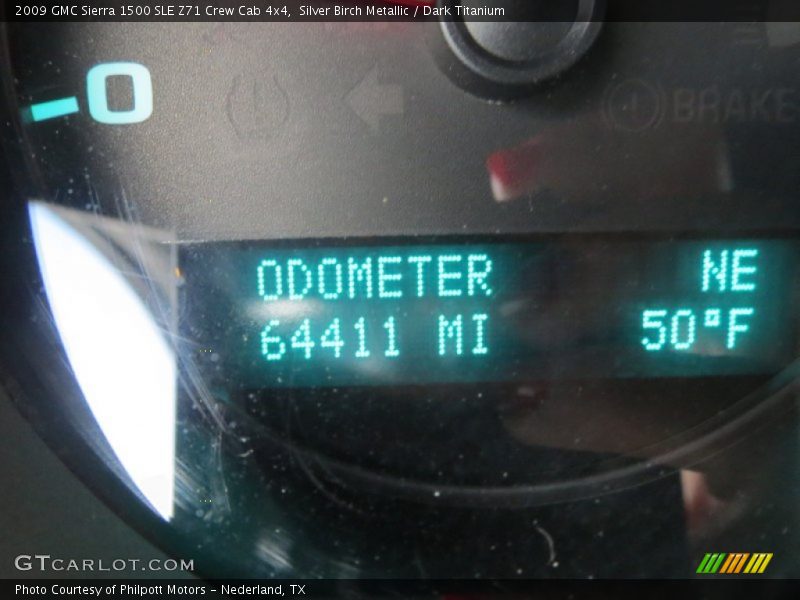 2009 GMC Sierra 1500 SLE Z71 Crew Cab 4x4, Silver Birch Metallic / Dark Titanium
0
BRAKE
ODOMETER NE
64411 MI 50°F
GTCARLOT.COM
Photo Courtesy of Philpott Motors - Nederland, TX